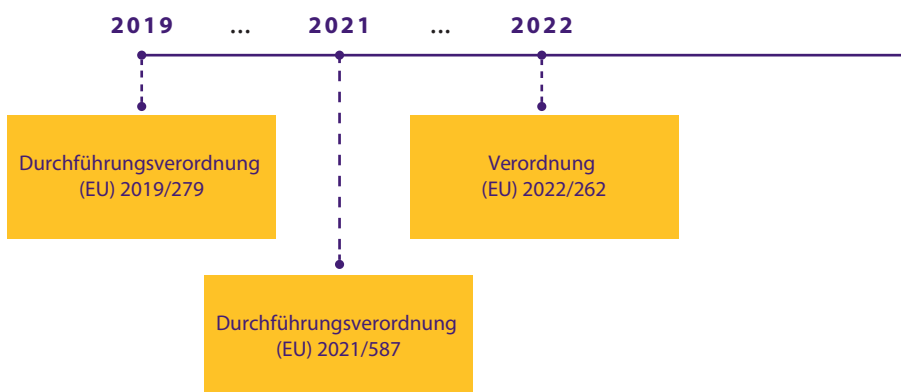 2019 ... 2021 ... 2022
Durchführungsverordnung
(EU) 2019/279
Verordnung
(EU) 2022/262
Durchführungsverordnung
(EU) 2021/587